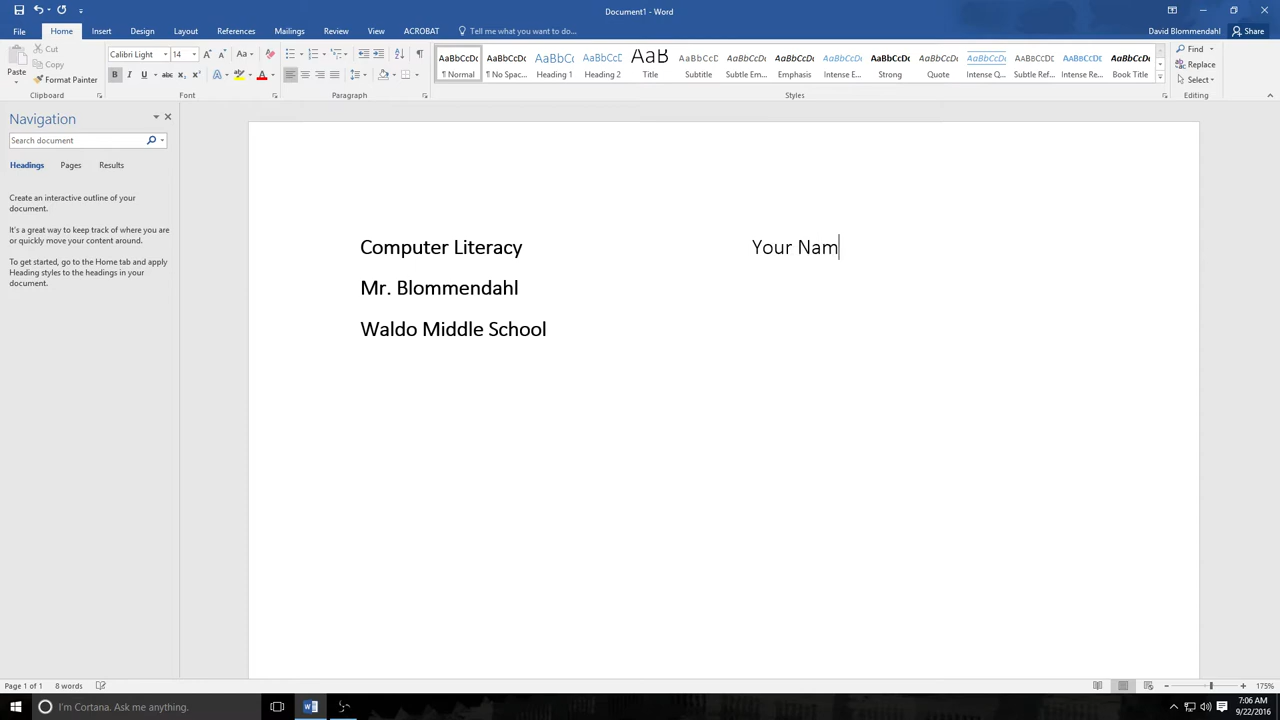 Document1 - Word
File Home Insert Design Layout References Mailings Review View ACROBAT Tell me what you want to do... David Blommendahl Share
Paste
Cut
Copy
Format Painter
Clipboard
Calibri Light 14
Font
Paragraph
AaBbCcDc AaBbCcDc AaBbCc AaBbCcD AaB AaBbCcD AaBbCcDc AaBbCcDc AaBbCcDc AaBbCcDc AaBbCcDc AaBbCcDc AaBbCcDc AaBbCcDc AaBbCcDc
¶ Normal ¶ No Spac... Heading 1 Heading 2 Title Subtitle Subtle Em... Emphasis Intense E... Strong Quote Intense Q... Subtle Ref... Intense Re... Book Title
Styles
Find
Replace
Select
Editing
Navigation
Search document
Headings Pages Results
Create an interactive outline of your
document.
It's a great way to keep track of where you are
or quickly move your content around.
To get started, go to the Home tab and apply
Heading styles to the headings in your
document.
Computer Literacy Your Nam
Mr. Blommendahl
Waldo Middle School
Page 1 of 1 8 words 175%
I'm Cortana. Ask me anything.
7:06 AM
9/22/2016